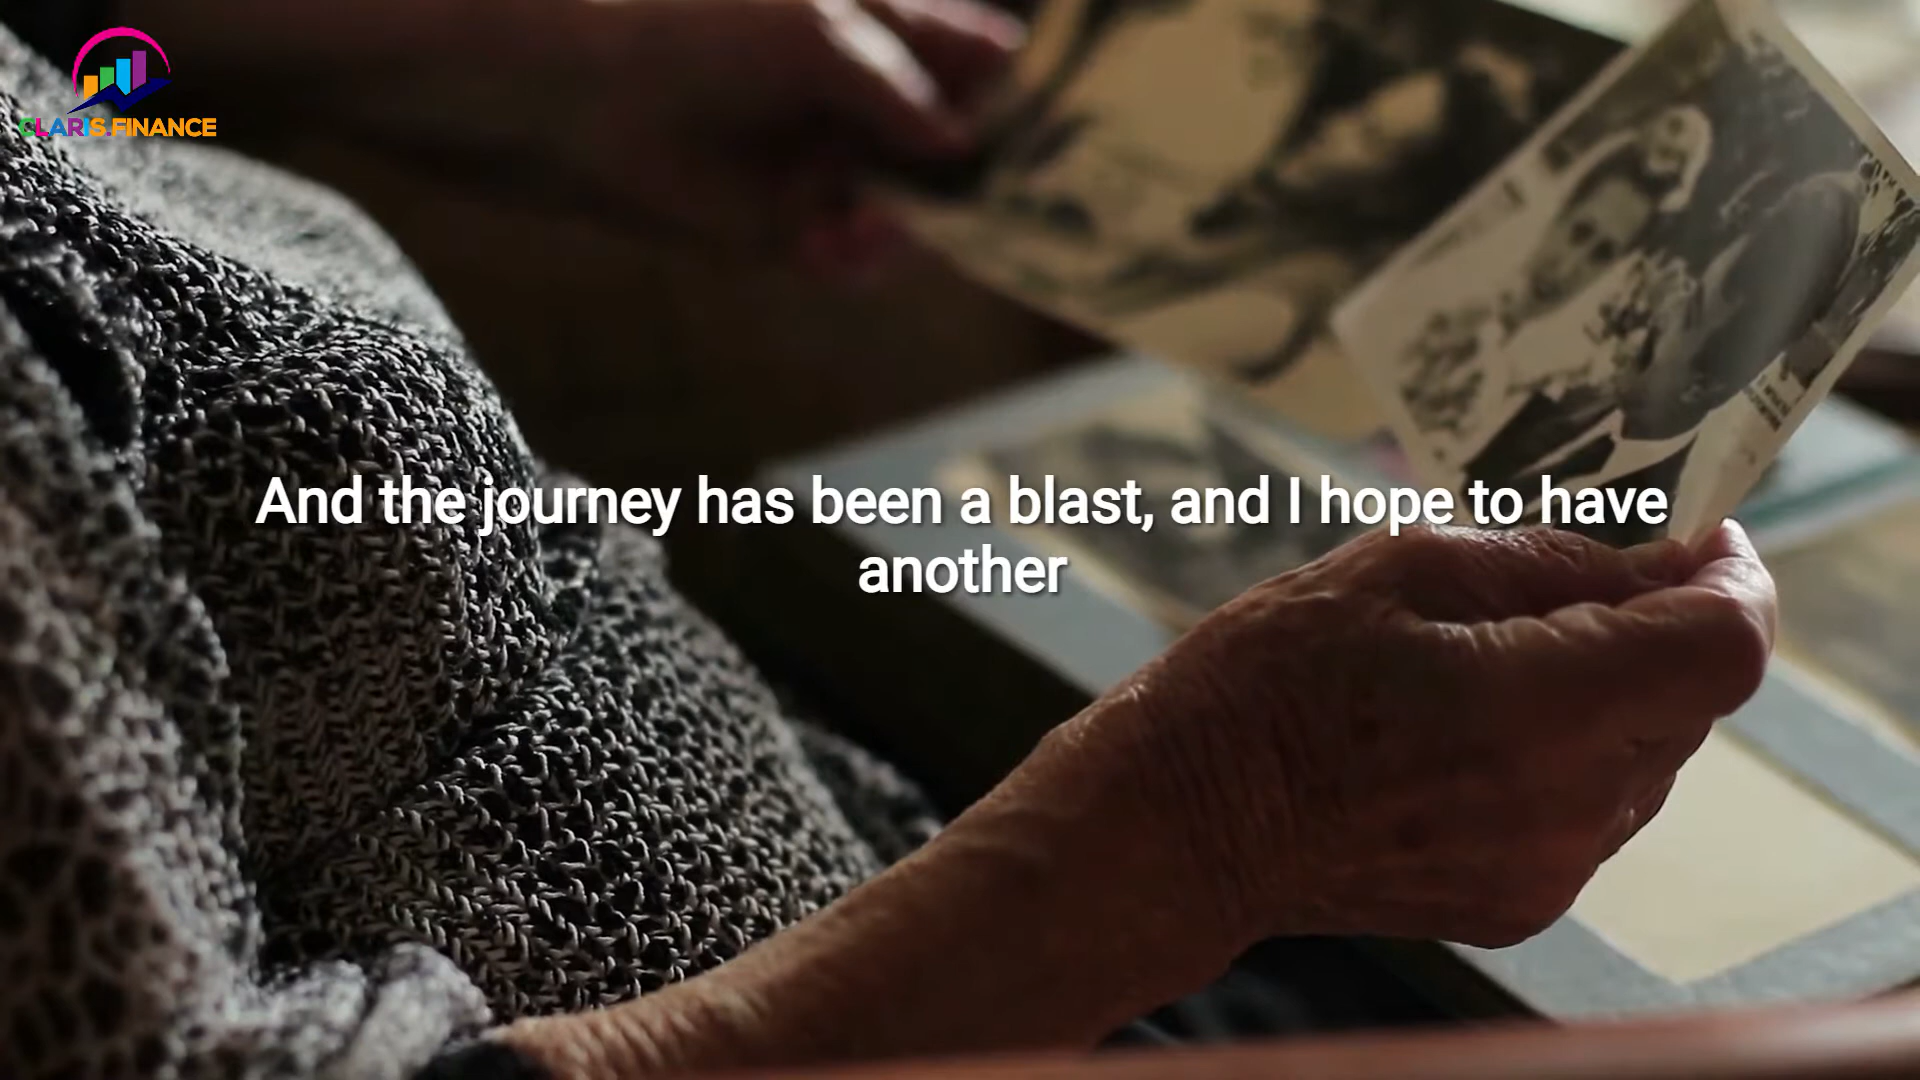 CLARIS.FINANCE
And the journey has been a blast, and I hope to have
another